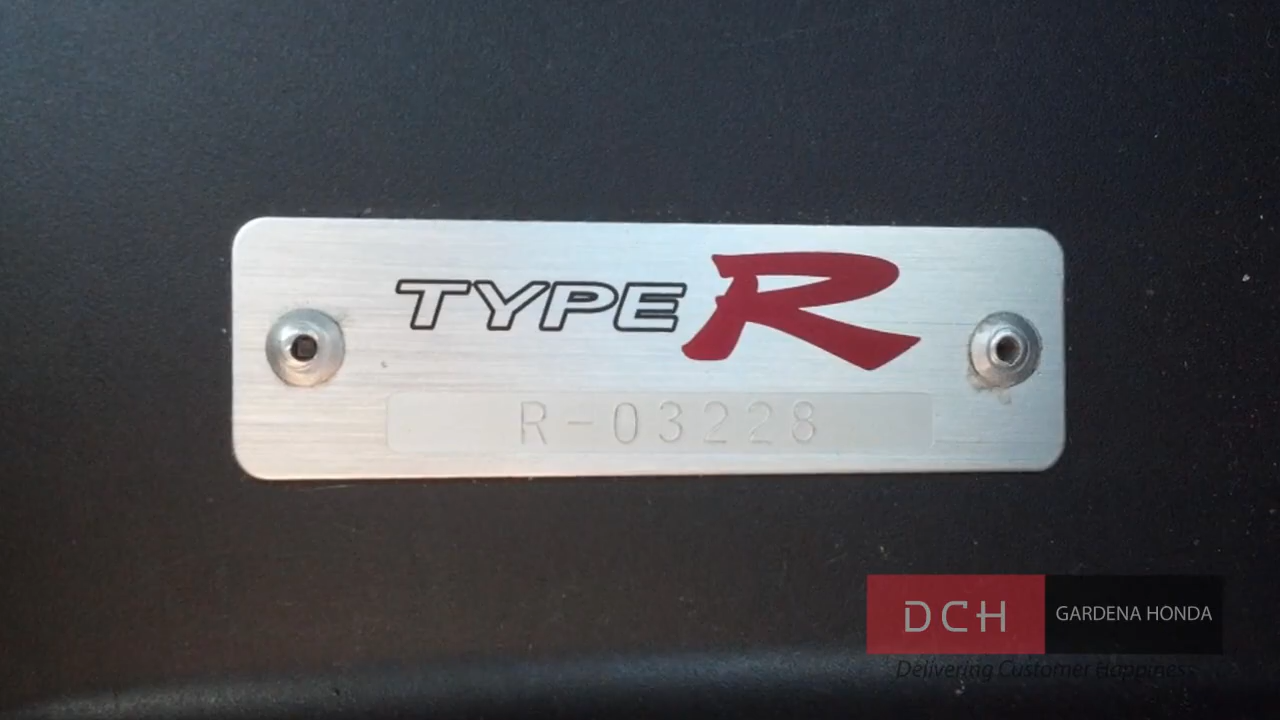 TYPE R
R-03228
DCH
GARDENA HONDA
Delivering Customer Happiness